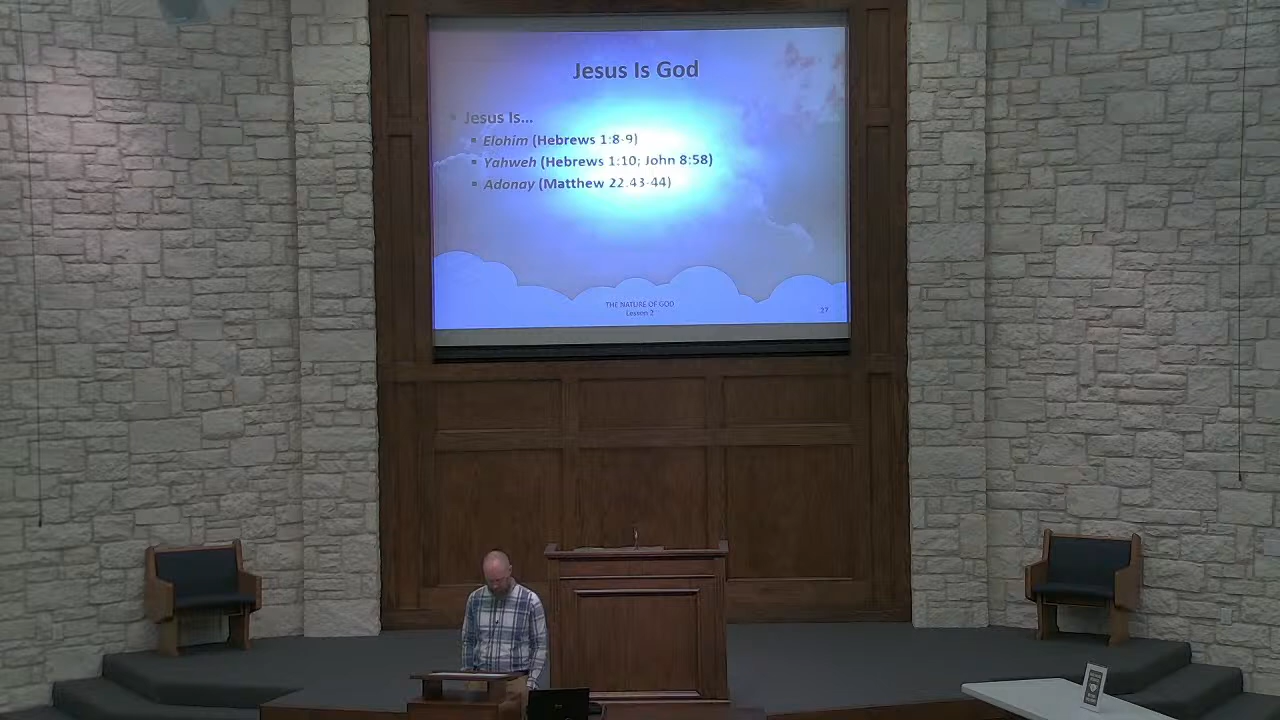 Jesus Is God
Jesus Is...
Elohim (Hebrews 1:8-9)
Yahweh (Hebrews 1:10; John 8:58)
Adonay (Matthew 22:43-44)
THE NATURE OF GOD
Lesson 2
27